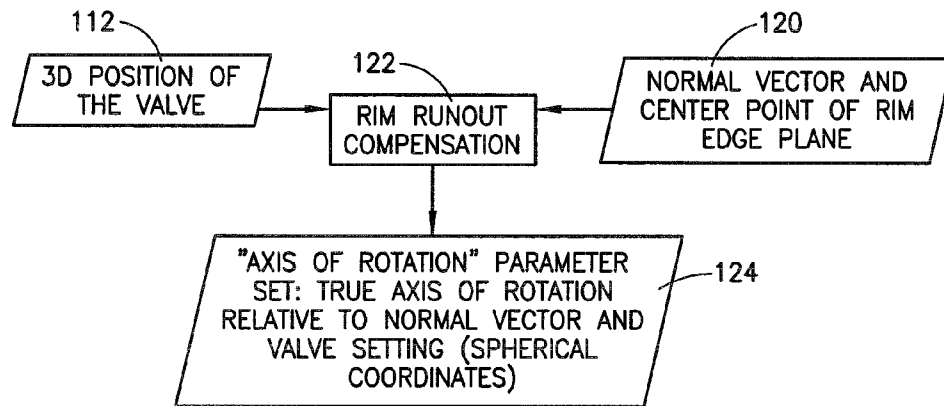 112
3D POSITION OF
THE VALVE
122
RIM RUNOUT
COMPENSATION
120
NORMAL VECTOR AND
CENTER POINT OF RIM
EDGE PLANE
"AXIS OF ROTATION" PARAMETER
SET: TRUE AXIS OF ROTATION
RELATIVE TO NORMAL VECTOR AND
VALVE SETTING (SPHERICAL
COORDINATES)
124